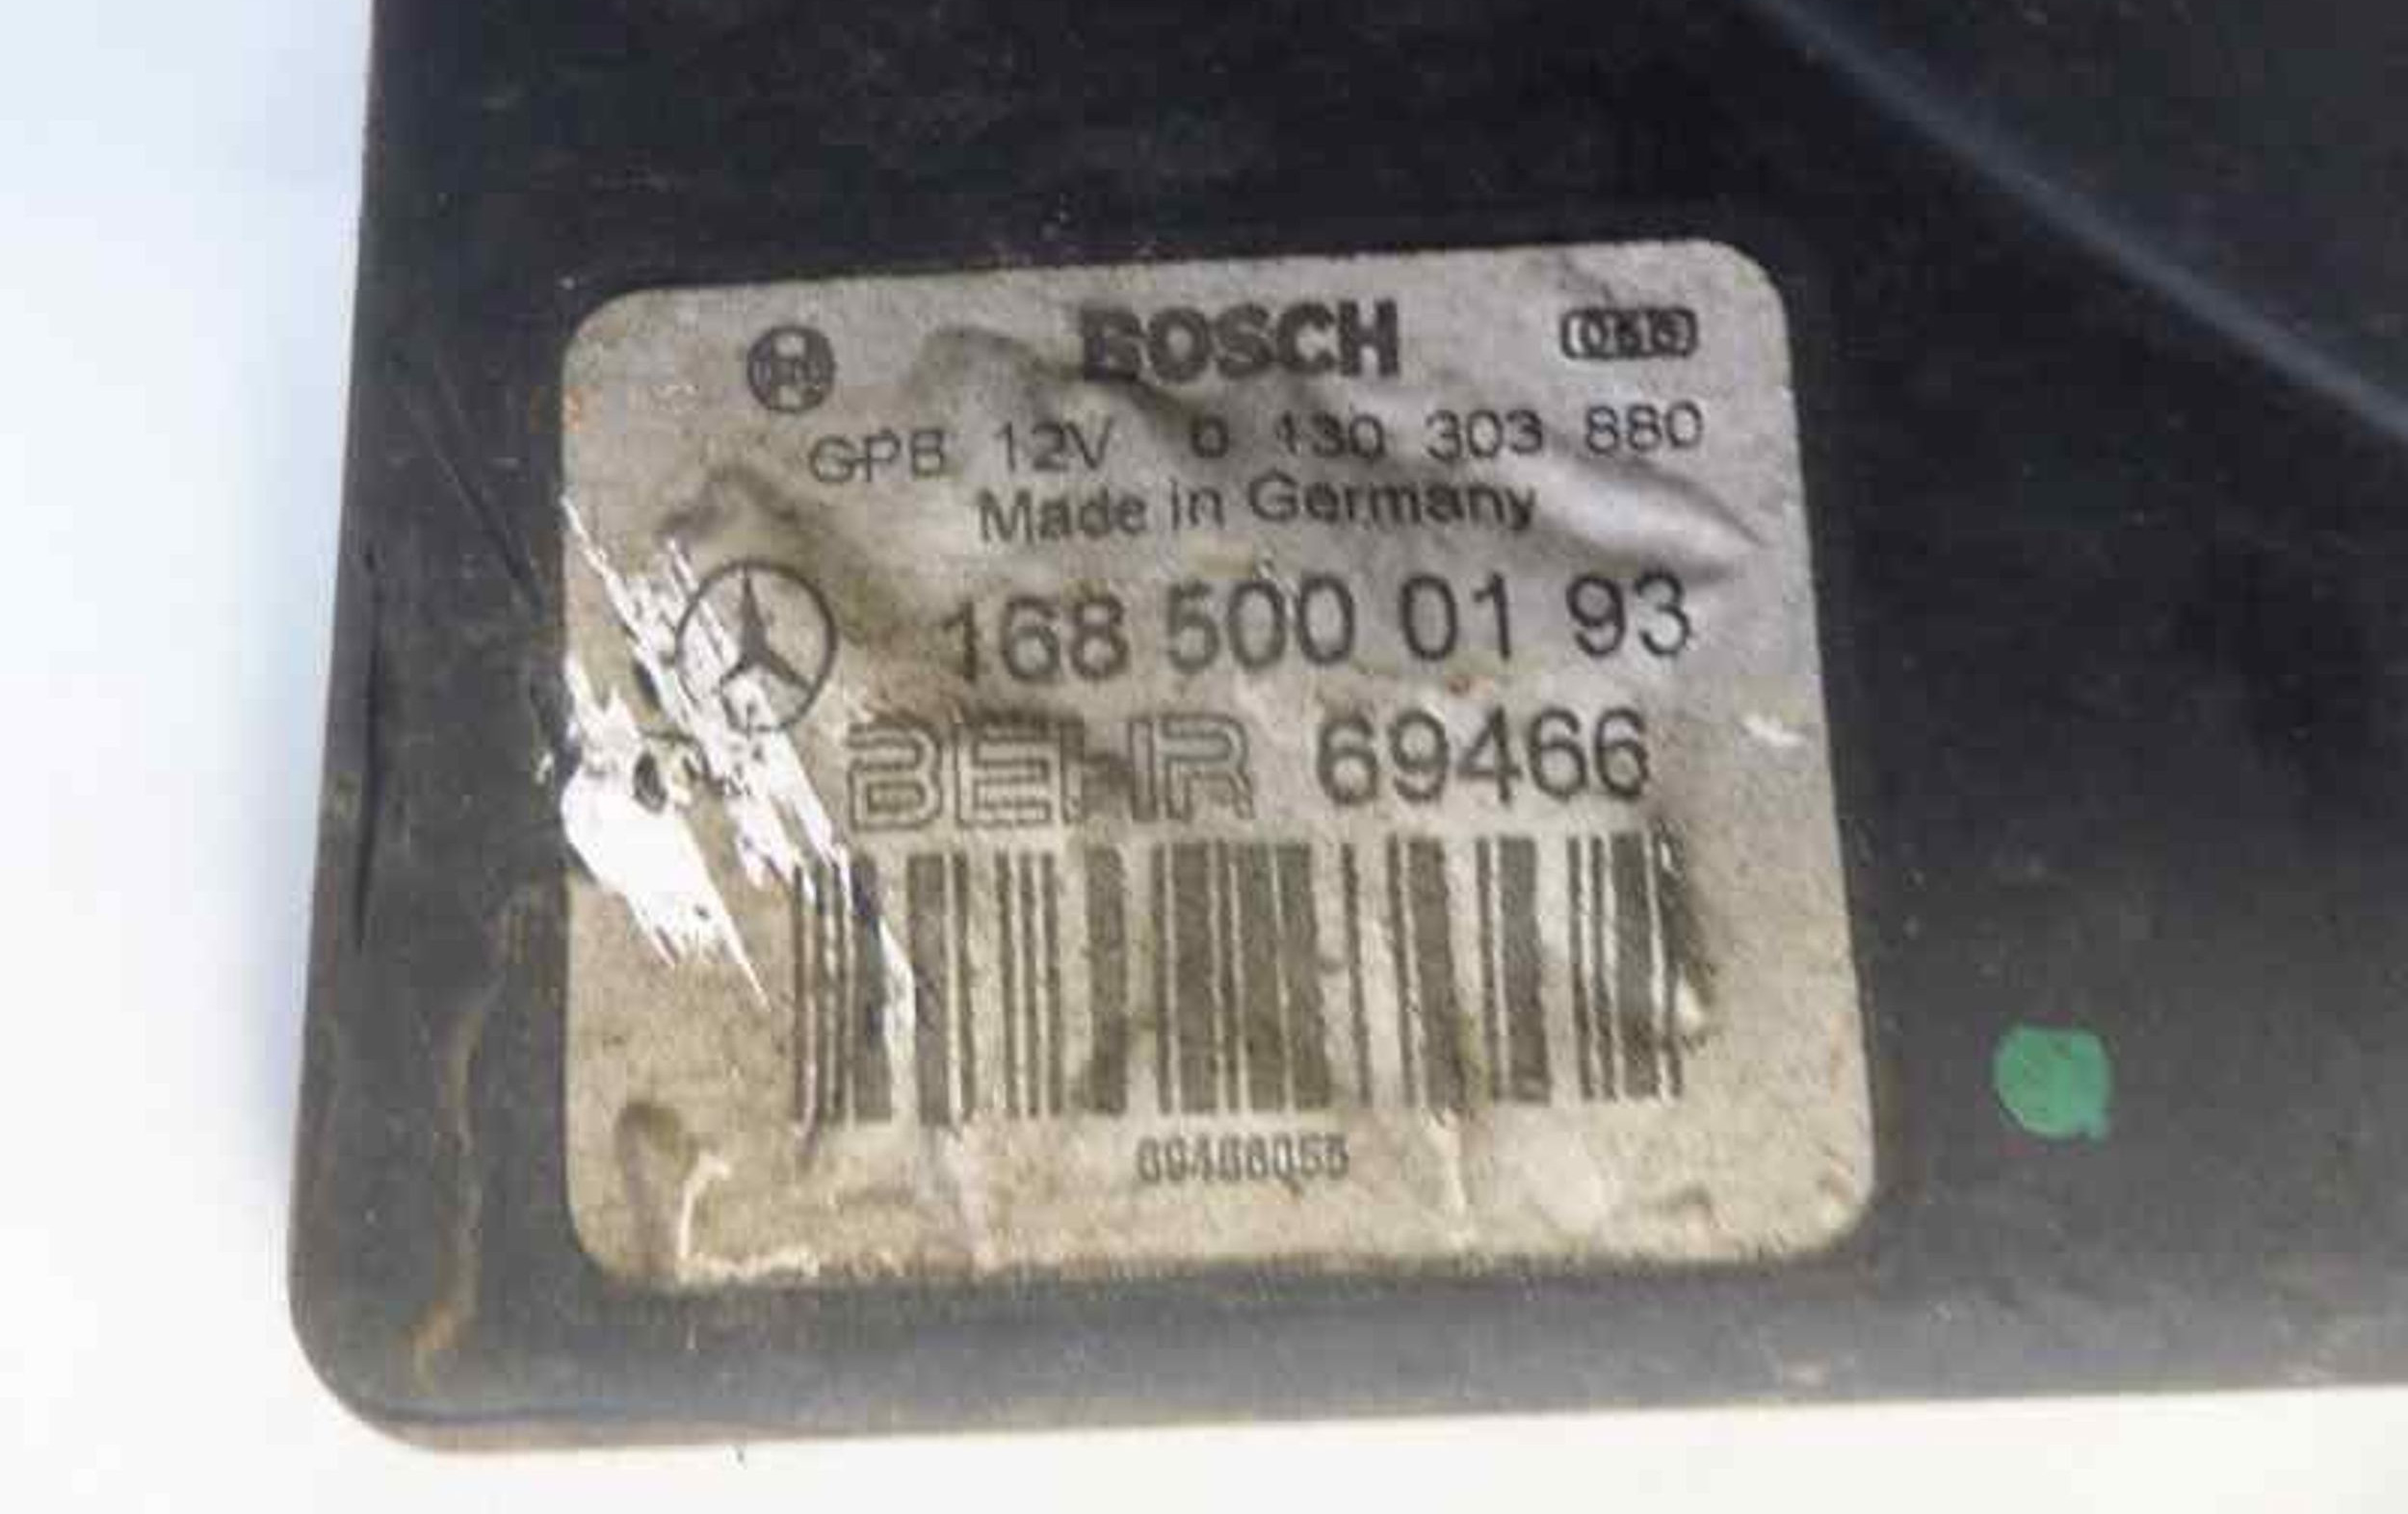 BOSCH
GPB 12V 0 130 303 880
Made in Germany
168 500 01 93
BEHR 69466